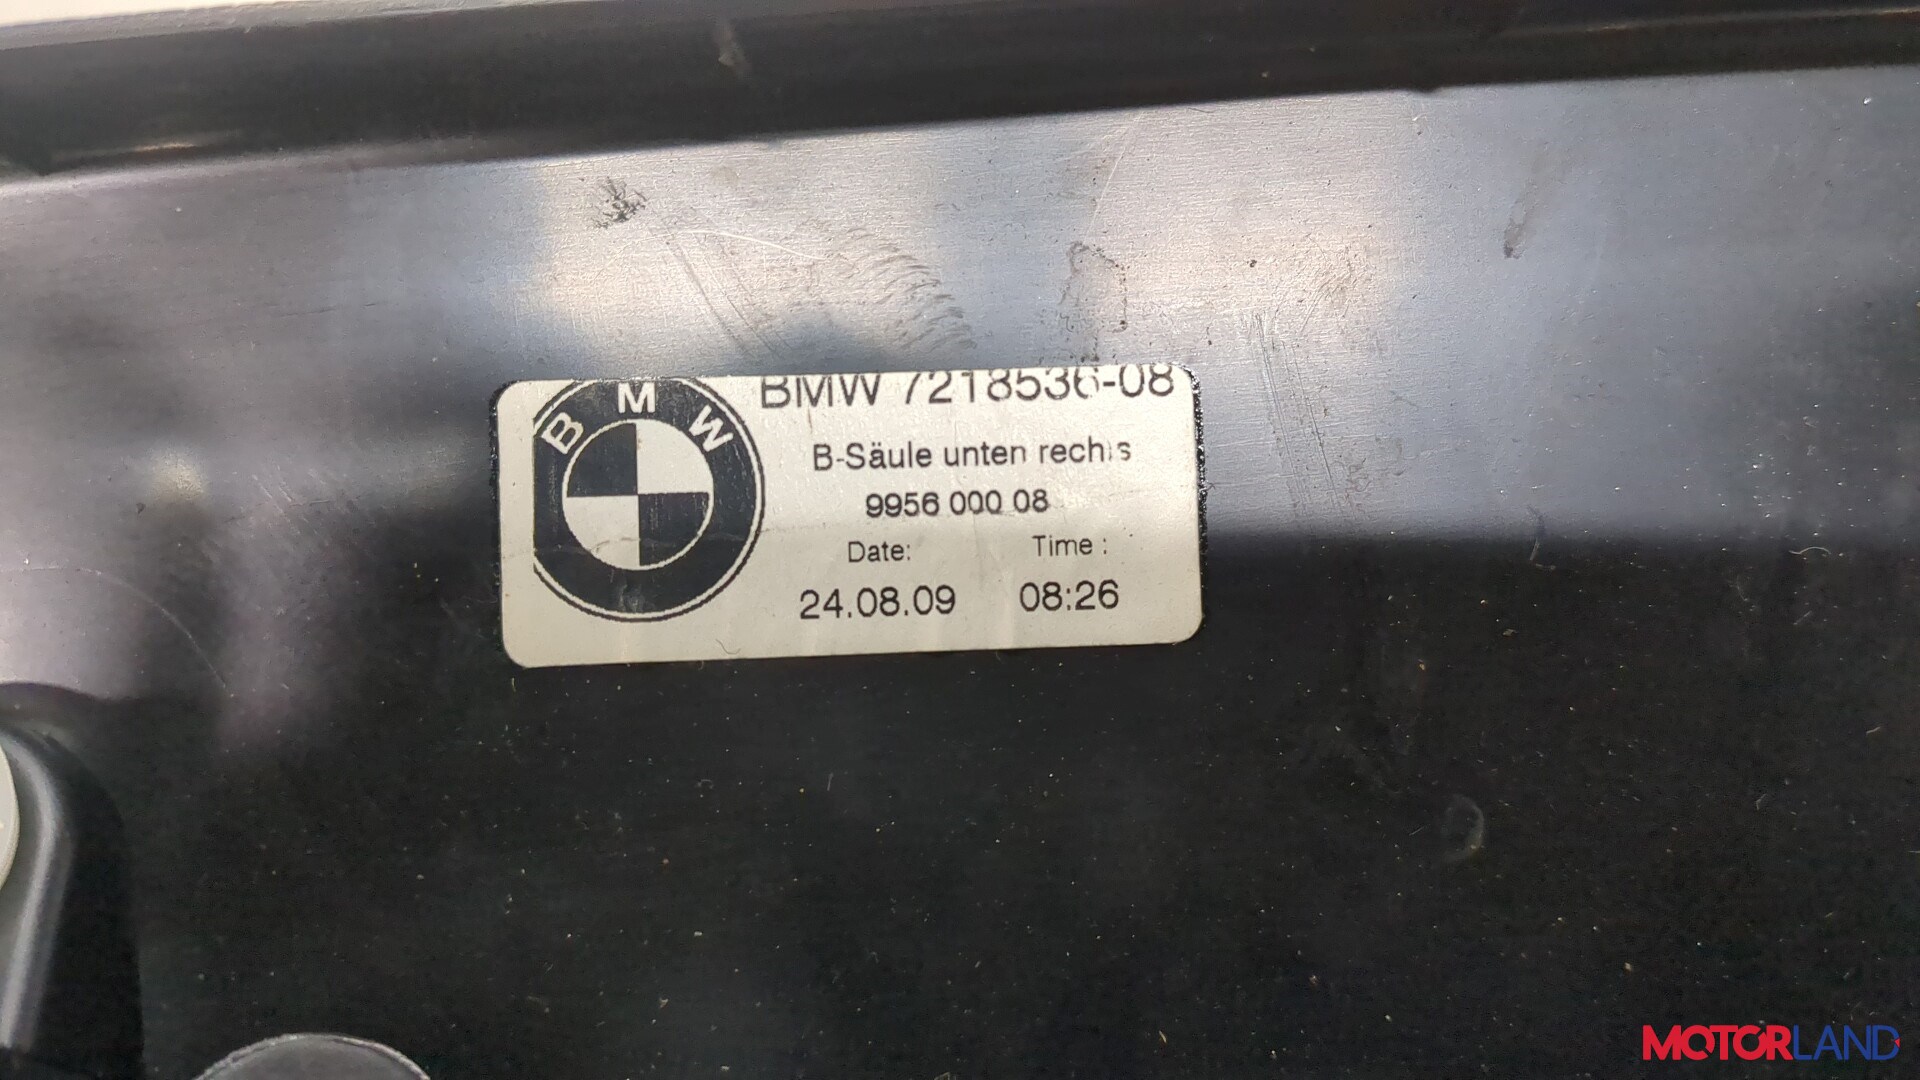 BMW
BMW 7218536-08
B-Säule unten rechts
9956 000 08
Date: Time :
24.08.09 08:26
MOTORLAND